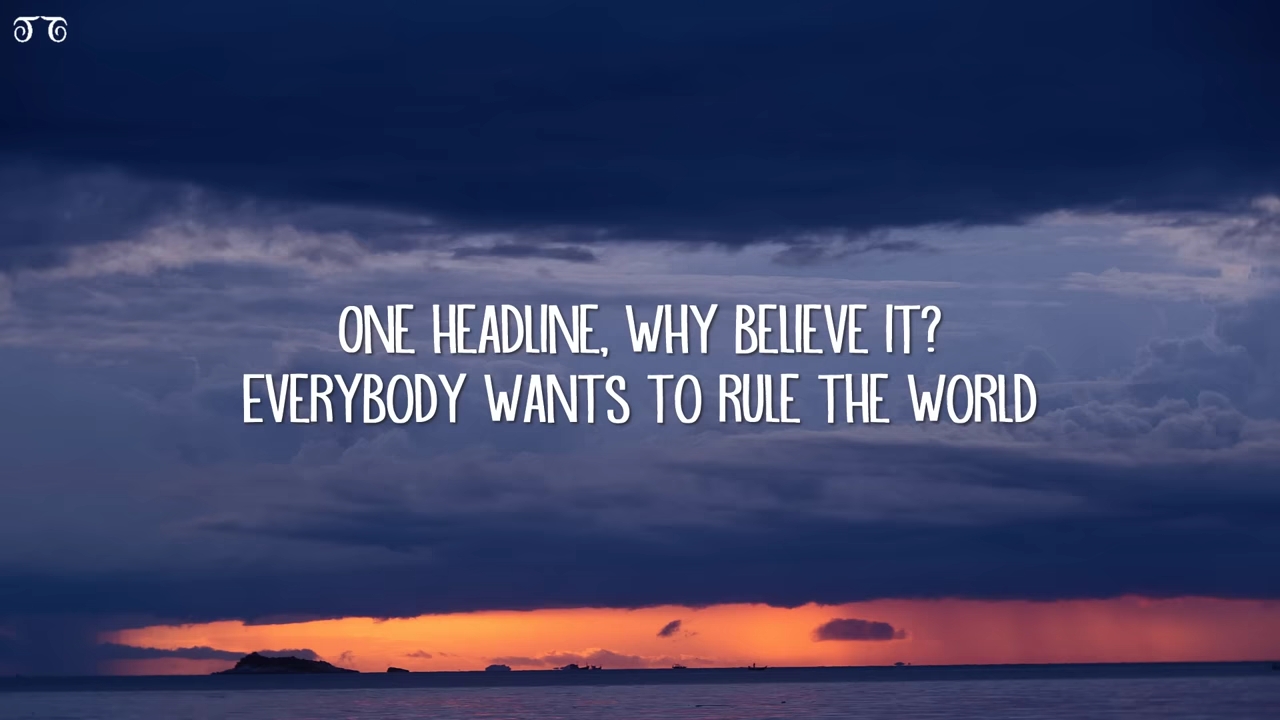 ONE HEADLINE, WHY BELIEVE IT?
EVERYBODY WANTS TO RULE THE WORLD